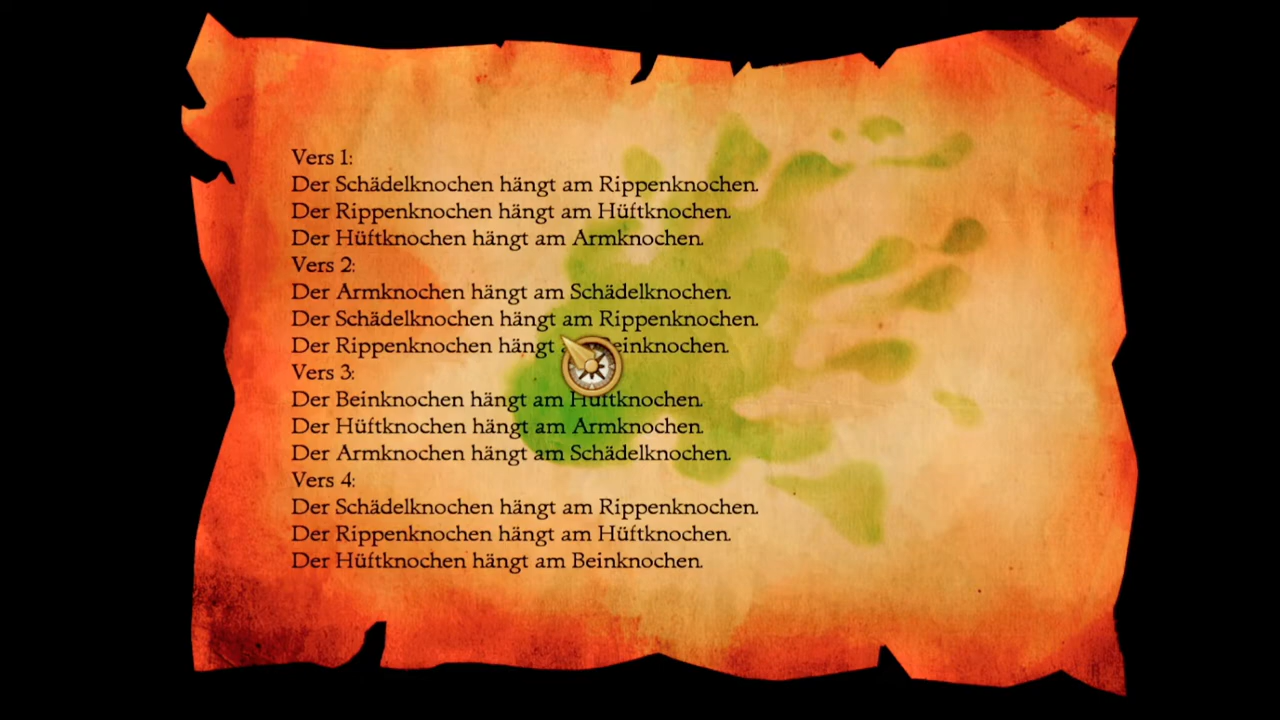 Vers 1:
Der Schädelknochen hängt am Rippenknochen.
Der Rippenknochen hängt am Hüftknochen.
Der Hüftknochen hängt am Armknochen.
Vers 2:
Der Armknochen hängt am Schädelknochen.
Der Schädelknochen hängt am Rippenknochen.
Der Rippenknochen hängt am Beinknochen.
Vers 3:
Der Beinknochen hängt am Hüftknochen.
Der Hüftknochen hängt am Armknochen.
Der Armknochen hängt am Schädelknochen.
Vers 4:
Der Schädelknochen hängt am Rippenknochen.
Der Rippenknochen hängt am Hüftknochen.
Der Hüftknochen hängt am Beinknochen.